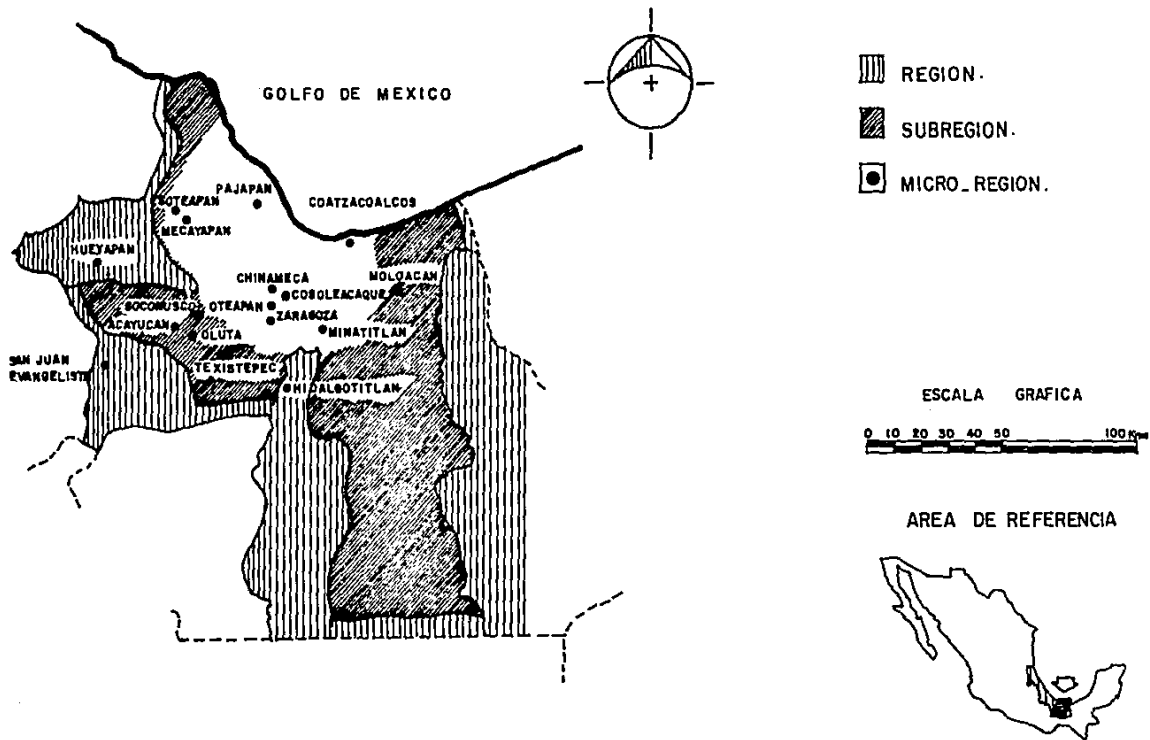 GOLFO DE MEXICO
REGION.
SUBREGION.
MICRO_REGION.
PAJAPAN
SOTEAPAN
COATZACOALCOS
MECAYAPAN
HUEYAPAN
CHINAMECA
MOLOACAN
COSOLEACAQUE
SOCONUSCO
OTEAPAN
ZARAGOZA
ACAYUCAN
OLUTA
MINATITLAN
SAN JUAN
EVANGELISTA
TEXISTEPEC
HIDALGOTITLAN
ESCALA GRAFICA
0 10 20 30 40 50 100 Kms
AREA DE REFERENCIA